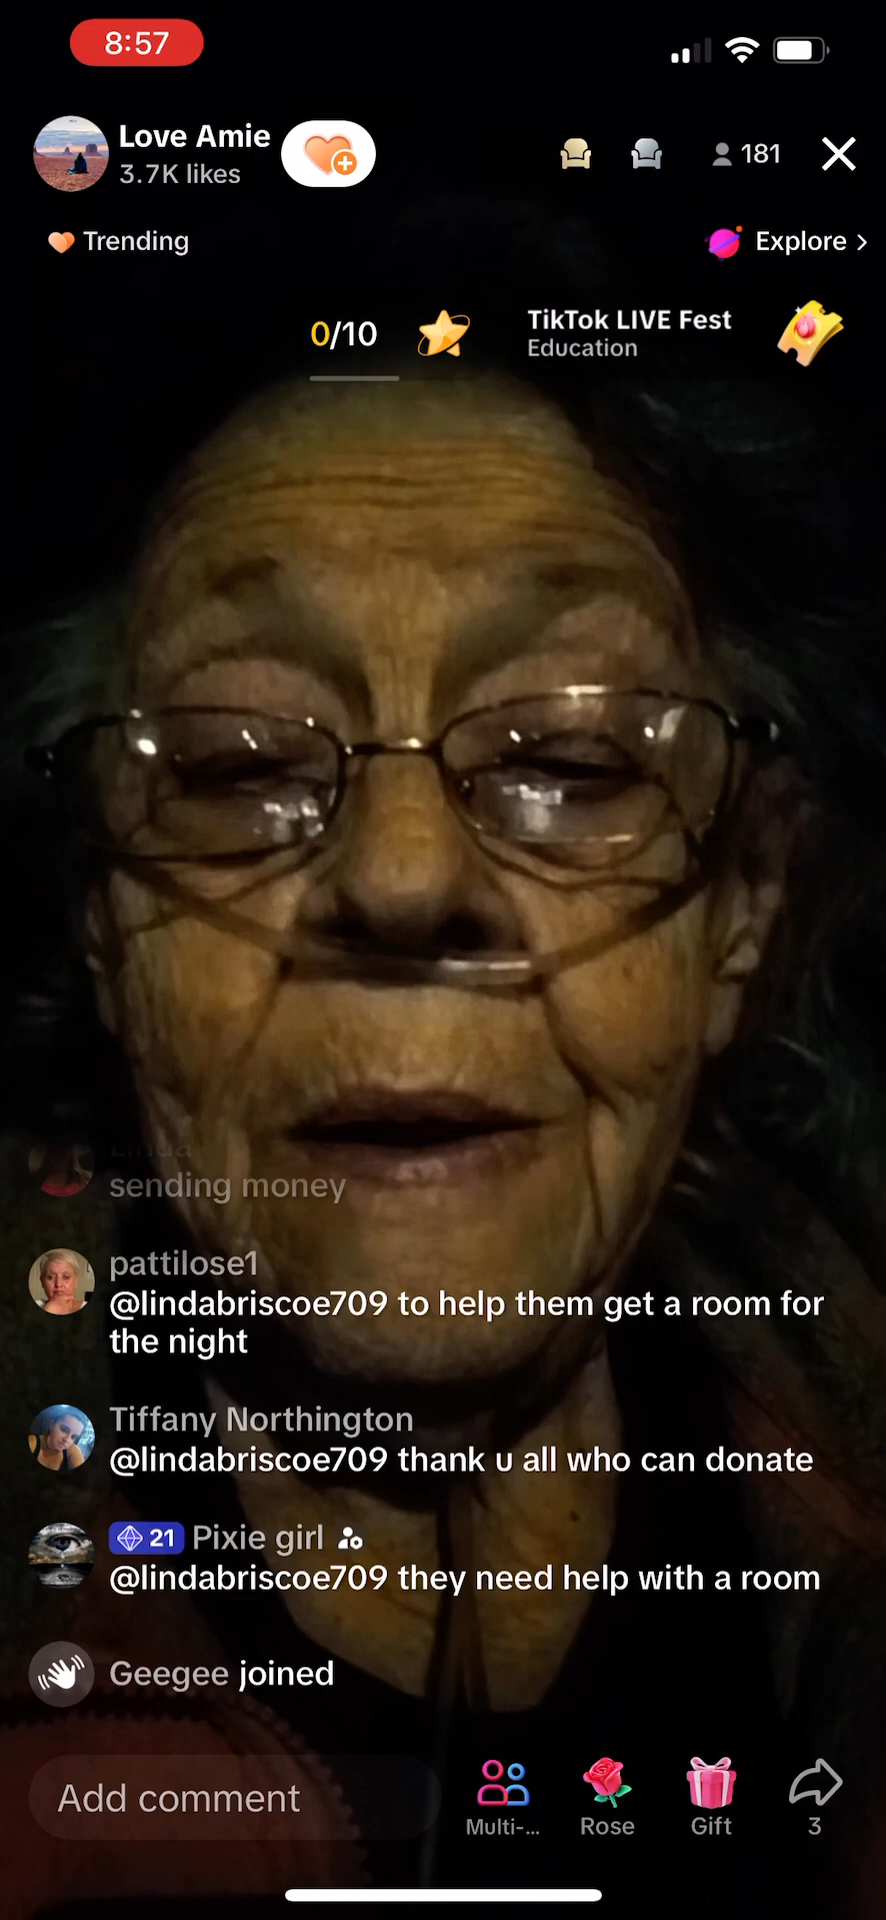 8:57
Love Amie
3.7K likes
181
Trending
Explore >
0/10
TikTok LIVE Fest
Education
Linda
sending money
pattilose1
@lindabriscoe709 to help them get a room for
the night
Tiffany Northington
@lindabriscoe709 thank u all who can donate
21 Pixie girl
@lindabriscoe709 they need help with a room
Geegee joined
Add comment
Multi-...
Rose
Gift
3